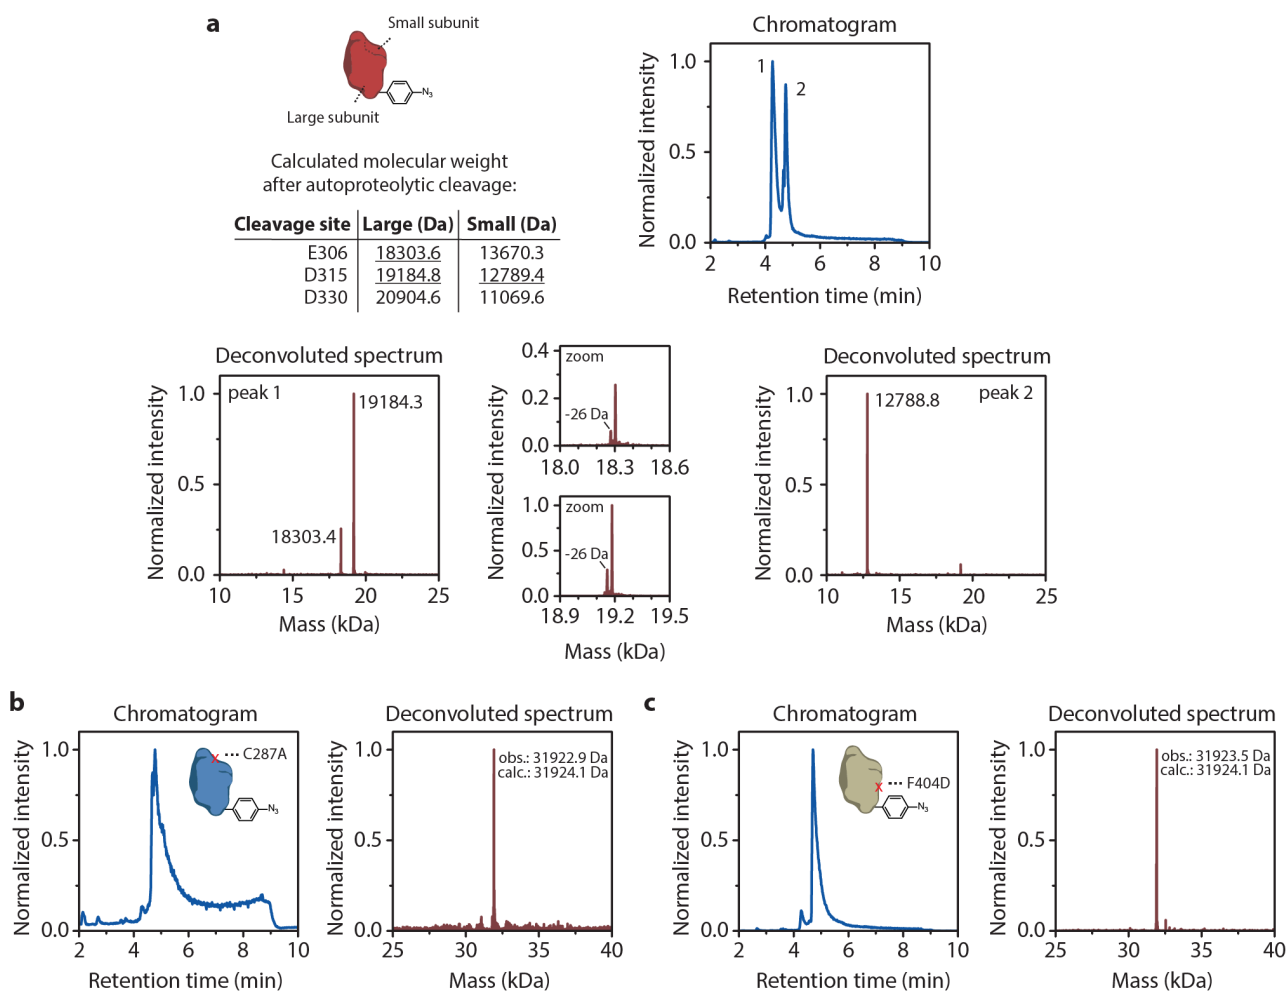 a
Small subunit
N3
Large subunit
Calculated molecular weight
after autoproteolytic cleavage:
Cleavage site Large (Da) Small (Da)
E306 18303.6 13670.3
D315 19184.8 12789.4
D330 20904.6 11069.6
Chromatogram
Normalized intensity
1.0
0.5
0.0
1
2
2 4 6 8 10
Retention time (min)
Deconvoluted spectrum
Normalized intensity
peak 1
1.0
0.5
0.0
19184.3
18303.4
10 15 20 25
Mass (kDa)
Normalized intensity
zoom
0.4
0.2
0.0
-26 Da
18.0 18.3 18.6
zoom
1.0
0.5
0.0
-26 Da
18.9 19.2 19.5
Mass (kDa)
Deconvoluted spectrum
Normalized intensity
peak 2
1.0
0.5
0.0
12788.8
10 15 20 25
Mass (kDa)
b
Chromatogram
Normalized intensity
1.0
0.5
0.0
x
C287A
N3
2 4 6 8 10
Retention time (min)
Deconvoluted spectrum
Normalized intensity
1.0
0.5
0.0
obs.: 31922.9 Da
calc.: 31924.1 Da
25 30 35 40
Mass (kDa)
c
Chromatogram
Normalized intensity
1.0
0.5
0.0
x
F404D
N3
2 4 6 8 10
Retention time (min)
Deconvoluted spectrum
Normalized intensity
1.0
0.5
0.0
obs.: 31923.5 Da
calc.: 31924.1 Da
25 30 35 40
Mass (kDa)